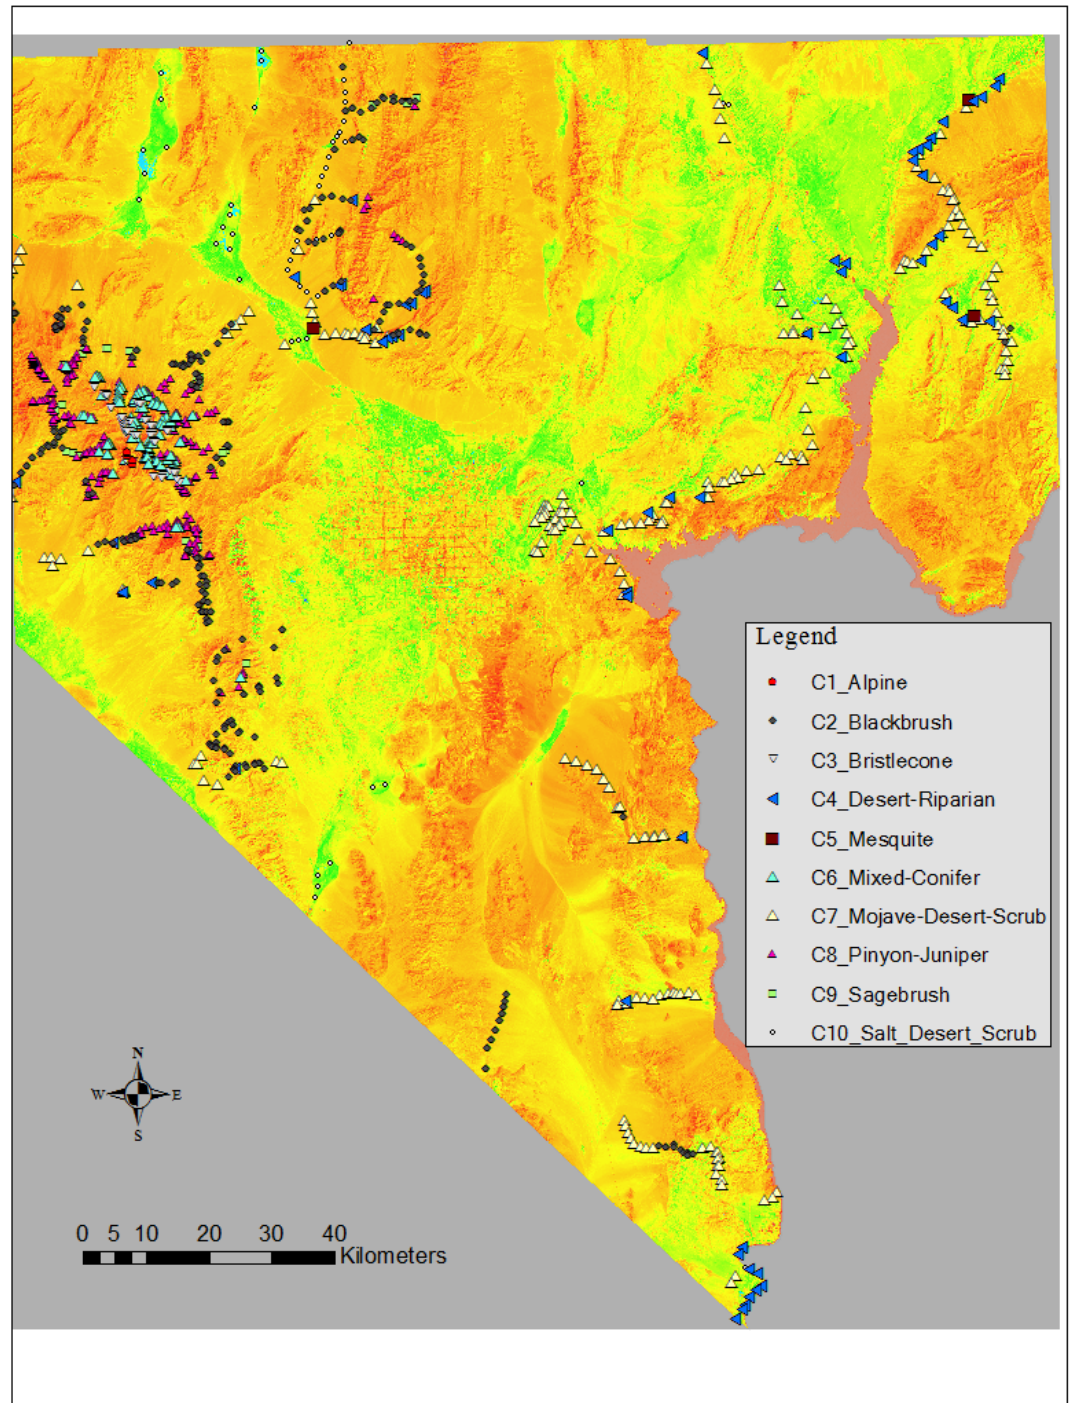 Legend
C1_Alpine
C2_Blackbrush
C3_Bristlecone
C4_Desert-Riparian
C5_Mesquite
C6_Mixed-Conifer
C7_Mojave-Desert-Scrub
C8_Pinyon-Juniper
C9_Sagebrush
C10_Salt_Desert_Scrub
N
W E
S
0 5 10 20 30 40
Kilometers